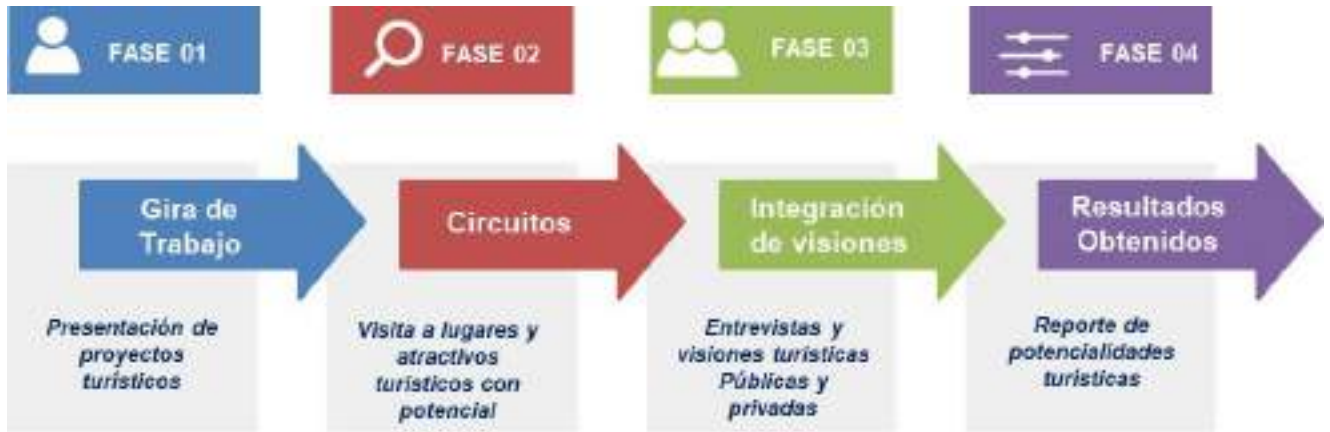 FASE 01
FASE 02
FASE 03
FASE 04
Gira de
Trabajo
Circuitos
Integración
de visiones
Resultados
Obtenidos
Presentación de
proyectos
turísticos
Visita a lugares y
atractivos
turísticos con
potencial
Entrevistas y
visiones turísticas
Públicas y
privadas
Reporte de
potencialidades
turisticas